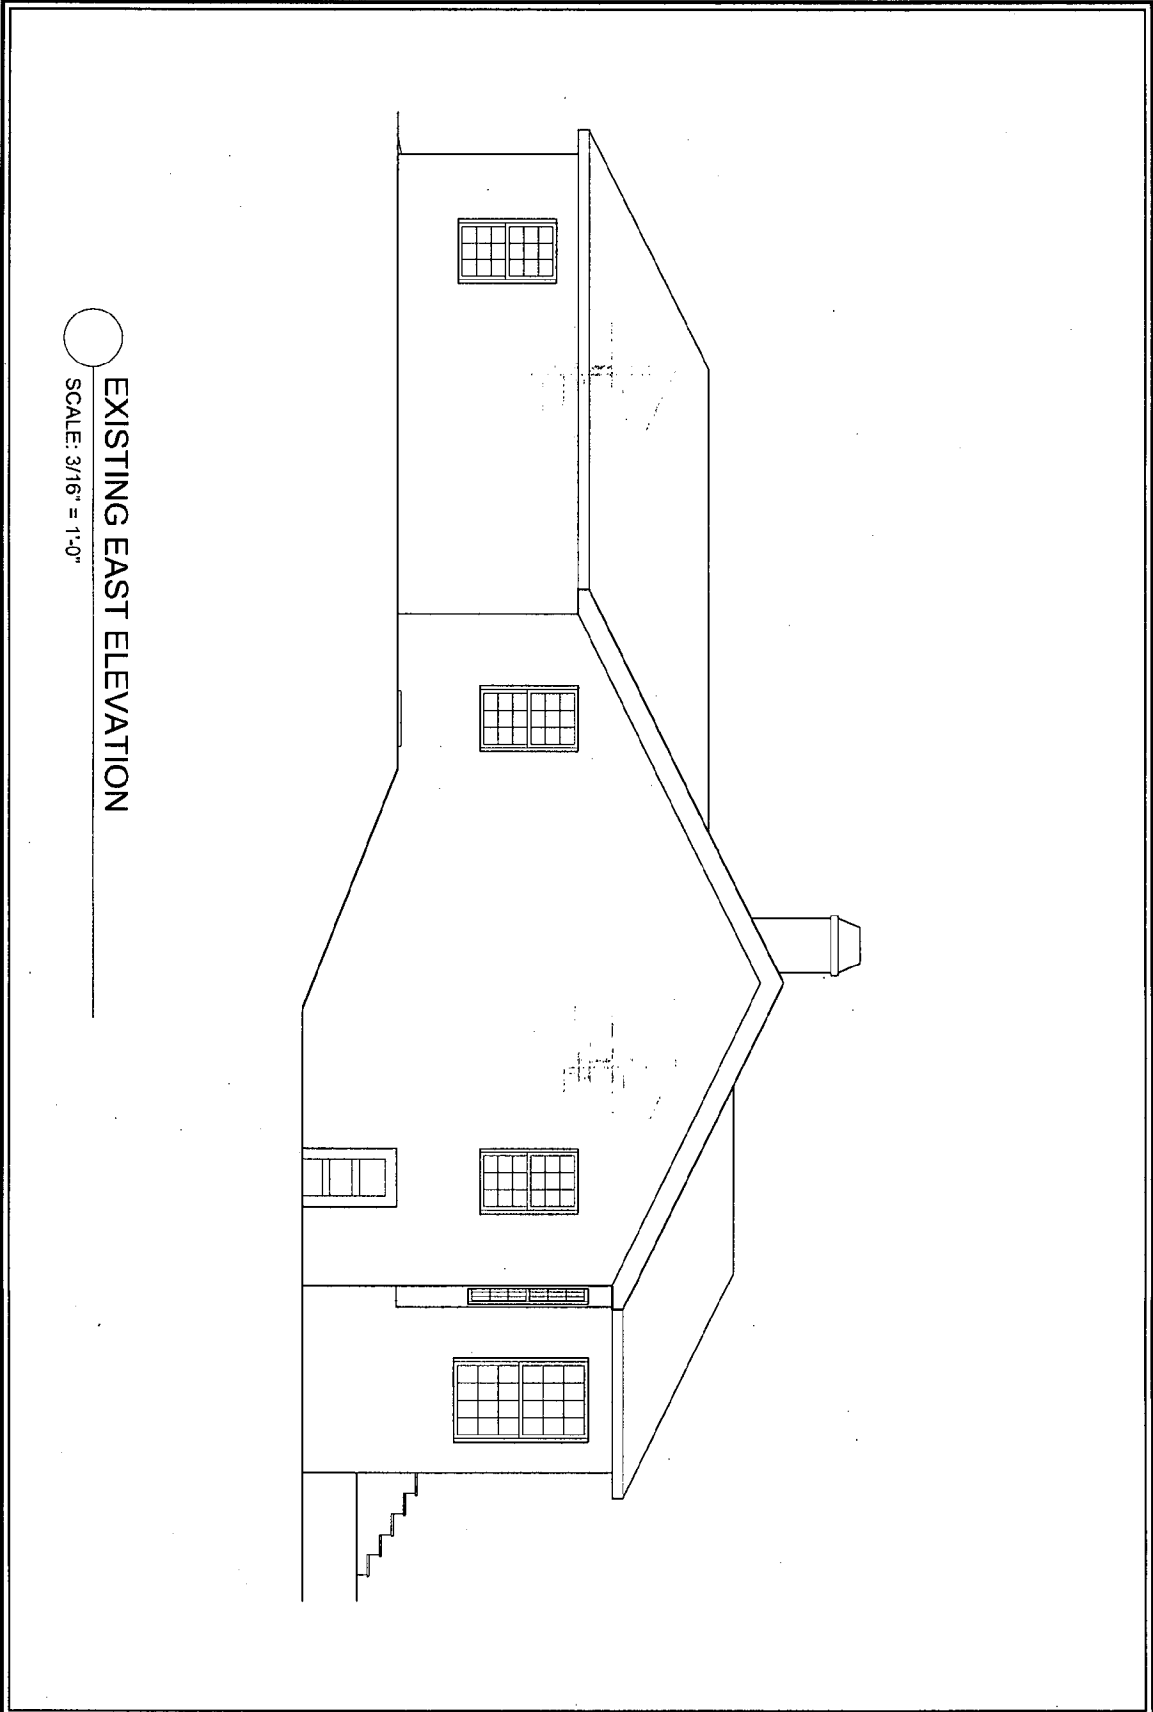 EXISTING EAST ELEVATION
SCALE: 3/16" = 1'-0"